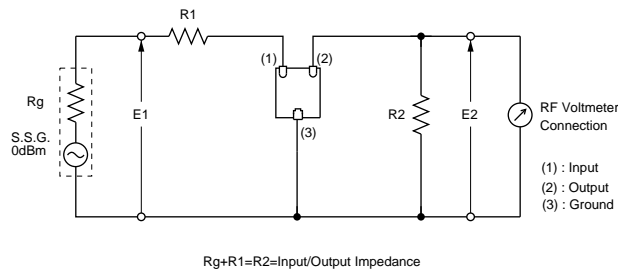 R1
(1)
(2)
Rg
E1
R2
E2
RF Voltmeter
Connection
S.S.G.
0dBm
(3)
(1) : Input
(2) : Output
(3) : Ground
Rg+R1=R2=Input/Output Impedance